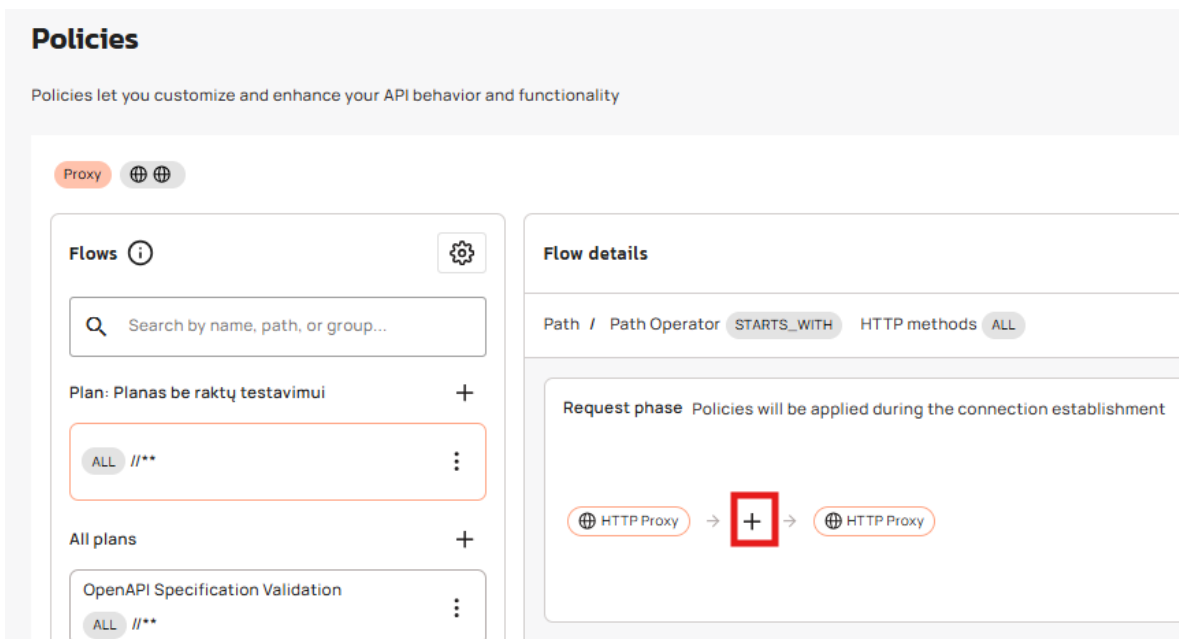 Policies
Policies let you customize and enhance your API behavior and functionality
Proxy
Flows
Search by name, path, or group...
Plan: Planas be raktų testavimui
ALL //**
All plans
OpenAPI Specification Validation
ALL //**
Flow details
Path / Path Operator STARTS_WITH HTTP methods ALL
Request phase Policies will be applied during the connection establishment
HTTP Proxy → + → HTTP Proxy